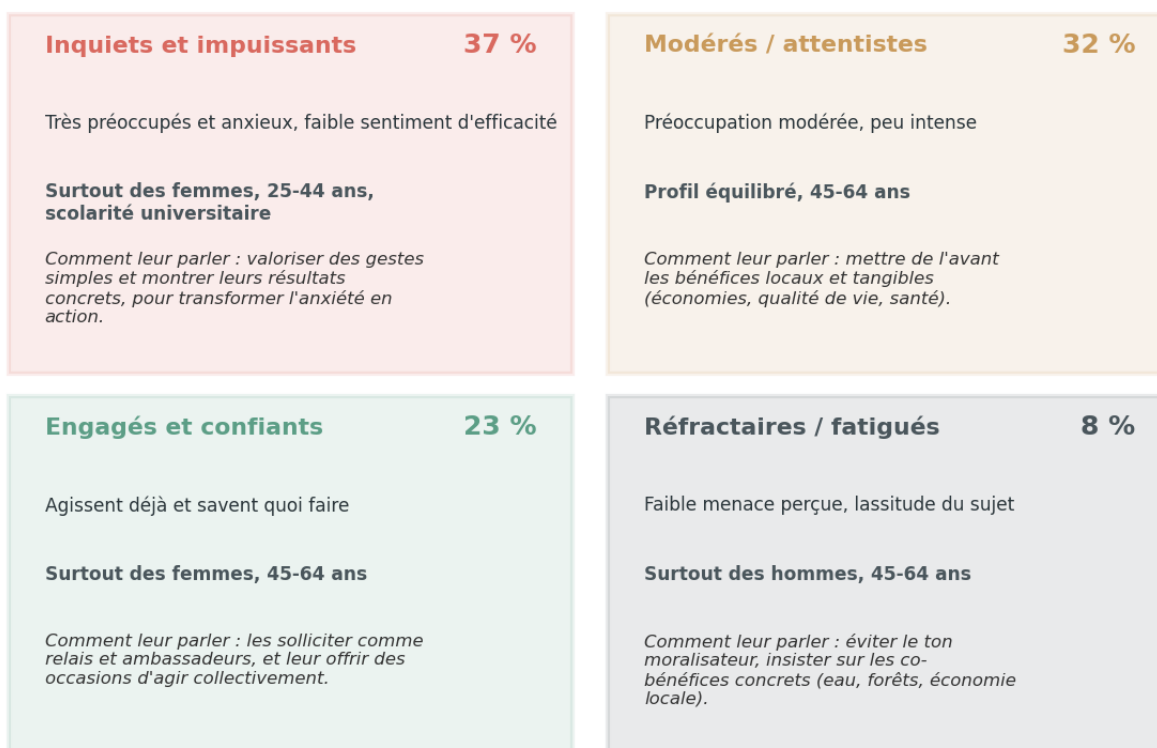 Inquiets et impuissants 37 %
Très préoccupés et anxieux, faible sentiment d'efficacité
Surtout des femmes, 25-44 ans,
scolarité universitaire
Comment leur parler : valoriser des gestes
simples et montrer leurs résultats
concrets, pour transformer l'anxiété en
action.
Modérés / attentistes 32 %
Préoccupation modérée, peu intense
Profil équilibré, 45-64 ans
Comment leur parler : mettre de l'avant
les bénéfices locaux et tangibles
(économies, qualité de vie, santé).
Engagés et confiants 23 %
Agissent déjà et savent quoi faire
Surtout des femmes, 45-64 ans
Comment leur parler : les solliciter comme
relais et ambassadeurs, et leur offrir des
occasions d'agir collectivement.
Réfractaires / fatigués 8 %
Faible menace perçue, lassitude du sujet
Surtout des hommes, 45-64 ans
Comment leur parler : éviter le ton
moralisateur, insister sur les co-
bénéfices concrets (eau, forêts, économie
locale).